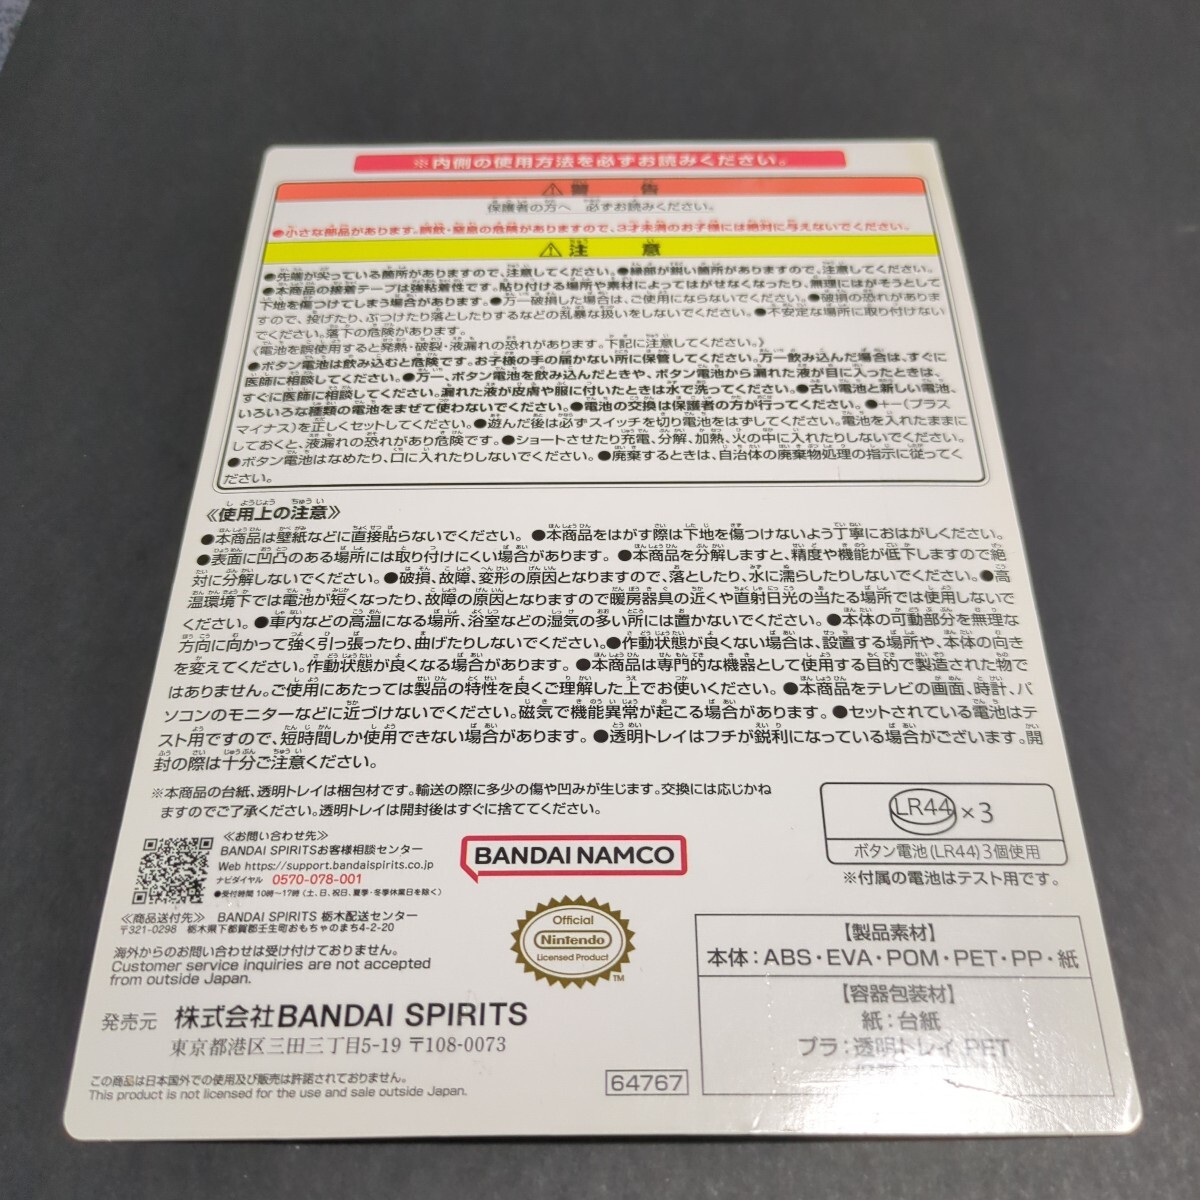 ※内側の使用方法を必ずお読みください。
⚠警告
保護者の方へ 必ずお読みください。
●小さな部品があります。誤飲・窒息の危険がありますので、3才未満のお子様には絶対に与えないでください。
⚠注意
●先端が尖っている箇所がありますので、注意してください。●縁部が鋭い箇所がありますので、注意してください。
●本商品の接着テープは強粘着性です。貼り付ける場所や素材によってはがせなくなったり、無理にはがそうとして
下地を傷つけてしまう場合があります。●万一破損した場合は、ご使用にならないでください。●破損の恐れがありま
すので、投げたり、ぶつけたり落としたりするなどの乱暴な扱いをしないでください。●不安定な場所に取り付けない
でください。落下の危険があります。
《電池を誤使用すると発熱・破裂・液漏れの恐れがあります。下記に注意してください。》
●ボタン電池は飲み込むと危険です。お子様の手の届かない所に保管してください。万一飲み込んだ場合は、すぐに
医師に相談してください。●万一、ボタン電池を飲み込んだときや、ボタン電池から漏れた液が目に入ったときは、
すぐに医師に相談してください。漏れた液が皮膚や服に付いたときは水で洗ってください。●古い電池と新しい電池、
いろいろな種類の電池をまぜて使わないでください。●電池の交換は保護者の方が行ってください。●+-(プラス
マイナス)を正しくセットしてください。●遊んだ後は必ずスイッチを切り電池をはずしてください。電池を入れたままに
しておくと、液漏れの恐れがあり危険です。●ショートさせたり充電、分解、加熱、火の中に入れたりしないでください。
●ボタン電池はなめたり、口に入れたりしないでください。●廃棄するときは、自治体の廃棄物処理の指示に従ってく
ださい。
《使用上の注意》
●本商品は壁紙などに直接貼らないでください。●本商品をはがす際は下地を傷つけないよう丁寧におはがしください。
●表面に凹凸のある場所には取り付けにくい場合があります。●本商品を分解しますと、精度や機能が低下しますので絶
対に分解しないでください。●破損、故障、変形の原因となりますので、落としたり、水に濡らしたりしないでください。●高
温環境下では電池が短くなったり、故障の原因となりますので暖房器具の近くや直射日光の当たる場所では使用しないで
ください。●車内などの高温になる場所、浴室などの湿気の多い所には置かないでください。●本体の可動部分を無理な
方向に向かって強く引っ張ったり、曲げたりしないでください。●作動状態が良くない場合は、設置する場所や、本体の向き
を変えてください。作動状態が良くなる場合があります。●本商品は専門的な機器として使用する目的で製造された物で
はありません。ご使用にあたっては製品の特性を良くご理解した上でお使いください。●本商品をテレビの画面、時計、パ
ソコンのモニターなどに近づけないでください。磁気で機能異常が起こる場合があります。●セットされている電池はテ
スト用ですので、短時間しか使用できない場合があります。●透明トレイはフチが鋭利になっている場合がございます。開
封の際は十分ご注意ください。
※本商品の台紙、透明トレイは梱包材です。輸送の際に多少の傷や凹みが生じます。交換には応じかね
ますのでご了承ください。透明トレイは開封後はすぐに捨ててください。
LR44×3
ボタン電池(LR44)3個使用
※付属の電池はテスト用です。
≪お問い合わせ先≫
BANDAI SPIRITSお客様相談センター
Web https://support.bandaispirits.co.jp
ナビダイヤル 0570-078-001
●受付時間 10時~17時(土、日、祝日、夏季・冬季休業日を除く)
BANDAI NAMCO
≪商品送付先≫ BANDAI SPIRITS 栃木配送センター
〒321-0298 栃木県下都賀郡壬生町おもちゃのまち4-2-20
海外からのお問い合わせは受け付けておりません。
Customer service inquiries are not accepted
from outside Japan.
Official
Nintendo
Licensed Product
TM
【製品素材】
本体:ABS・EVA・POM・PET・PP・紙
【容器包装材】
紙:台紙
プラ:透明トレイ,PET
発売元 株式会社BANDAI SPIRITS
東京都港区三田三丁目5-19 〒108-0073
この商品は日本国外での使用及び販売は許諾されておりません。
This product is not licensed for the use and sale outside Japan.
64767